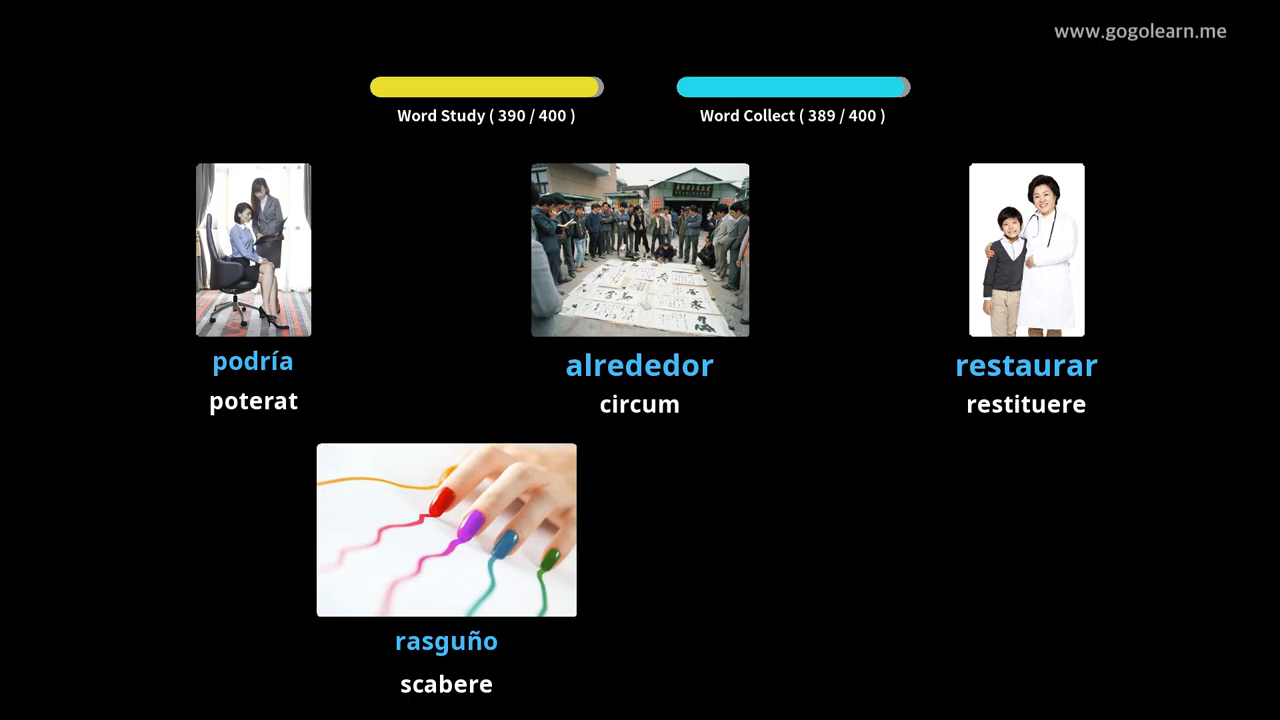 www.gogolearn.me
Word Study ( 390 / 400 )
Word Collect ( 389 / 400 )
podría
poterat
alrededor
circum
restaurar
restituere
rasguño
scabere